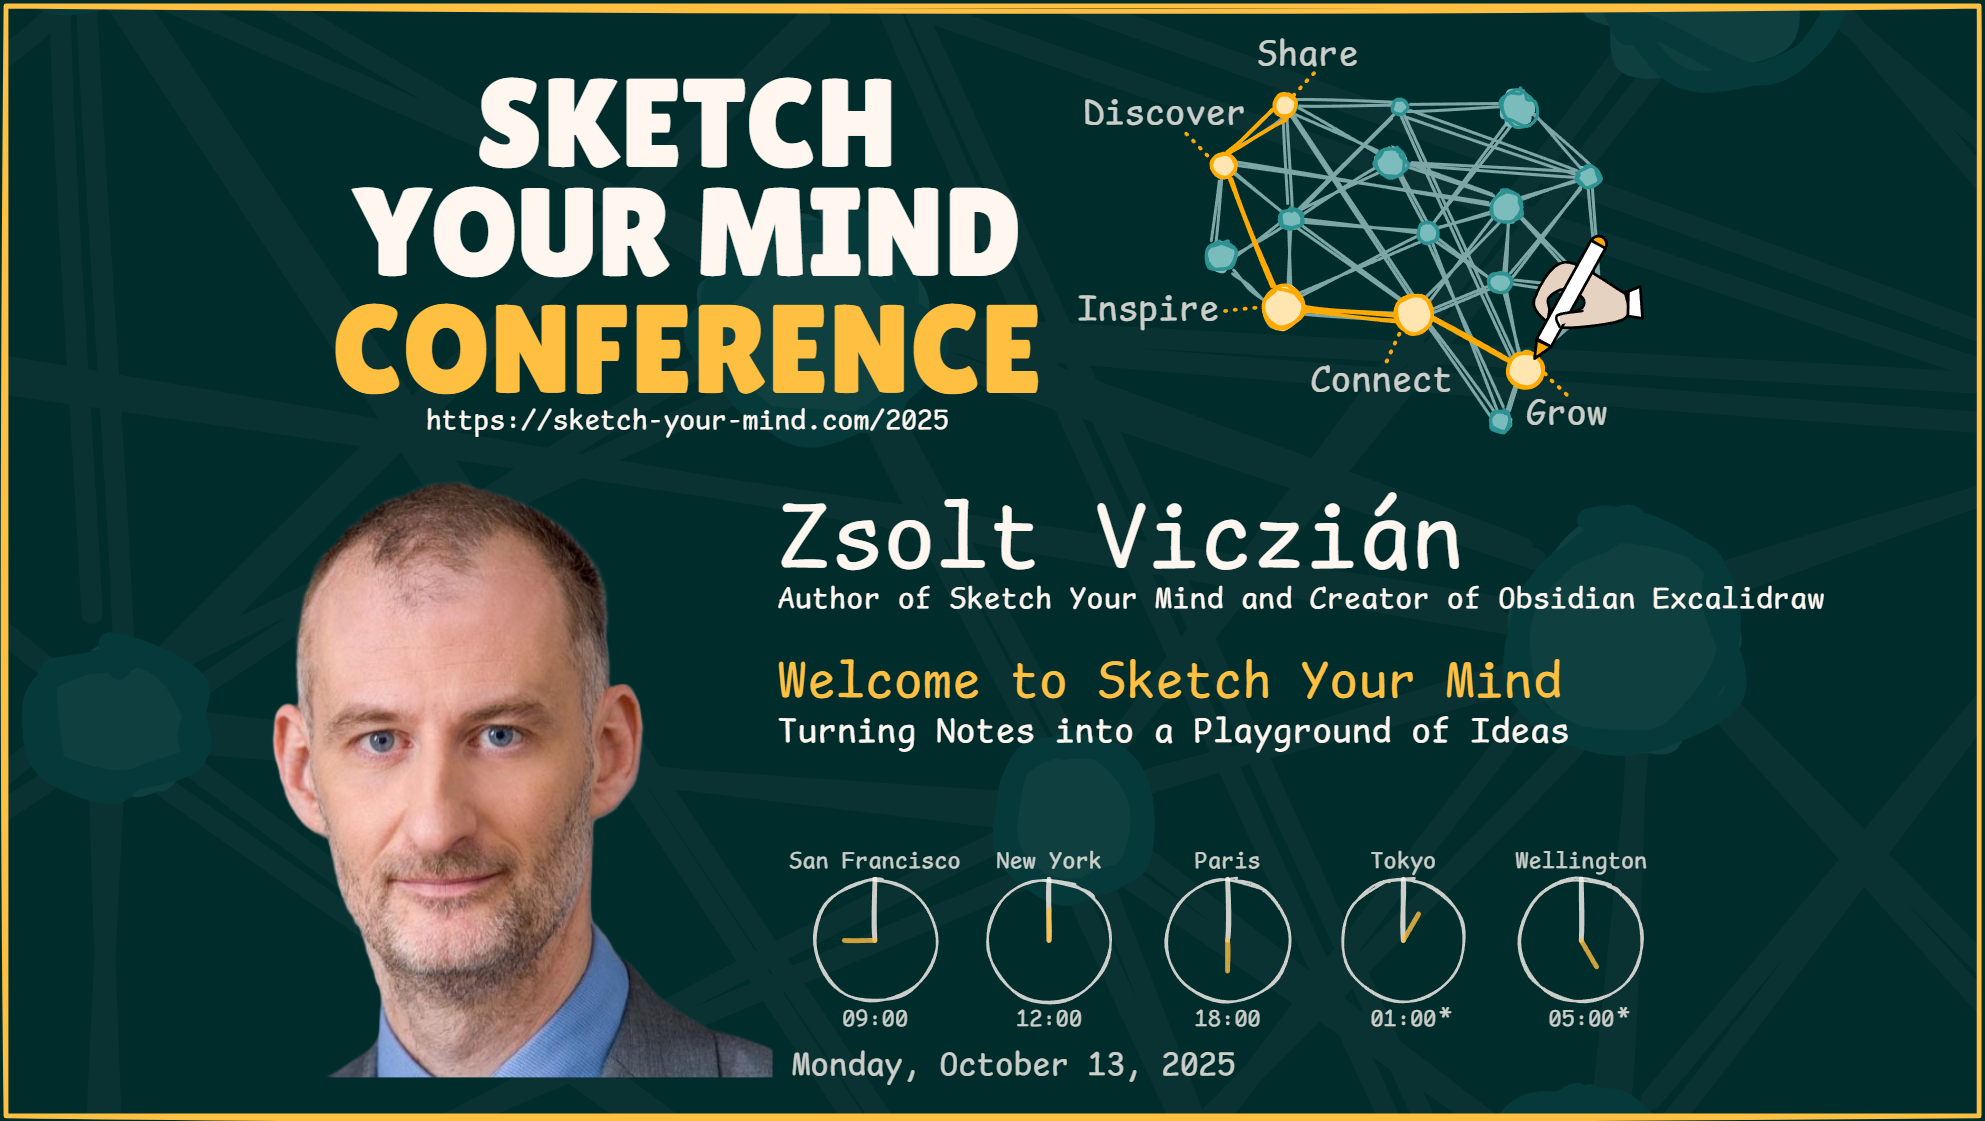 SKETCH
YOUR MIND
CONFERENCE
https://sketch-your-mind.com/2025
Share
Discover
Inspire
Connect
Grow
Zsolt Viczián
Author of Sketch Your Mind and Creator of Obsidian Excalidraw
Welcome to Sketch Your Mind
Turning Notes into a Playground of Ideas
San Francisco New York Paris Tokyo Wellington
09:00 12:00 18:00 01:00* 05:00*
Monday, October 13, 2025